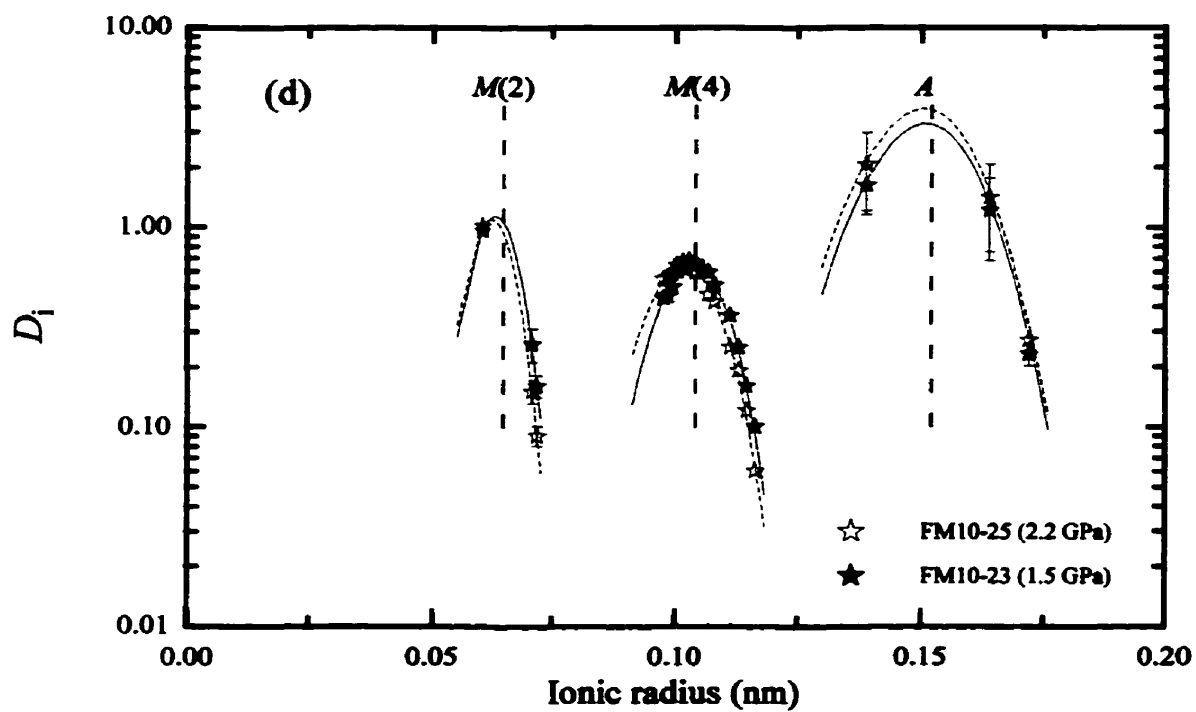 10.00
(d)
M(2)
M(4)
A
1.00
Di
0.10
FM10-25 (2.2 GPa)
FM10-23 (1.5 GPa)
0.01
0.00
0.05
0.10
0.15
0.20
Ionic radius (nm)